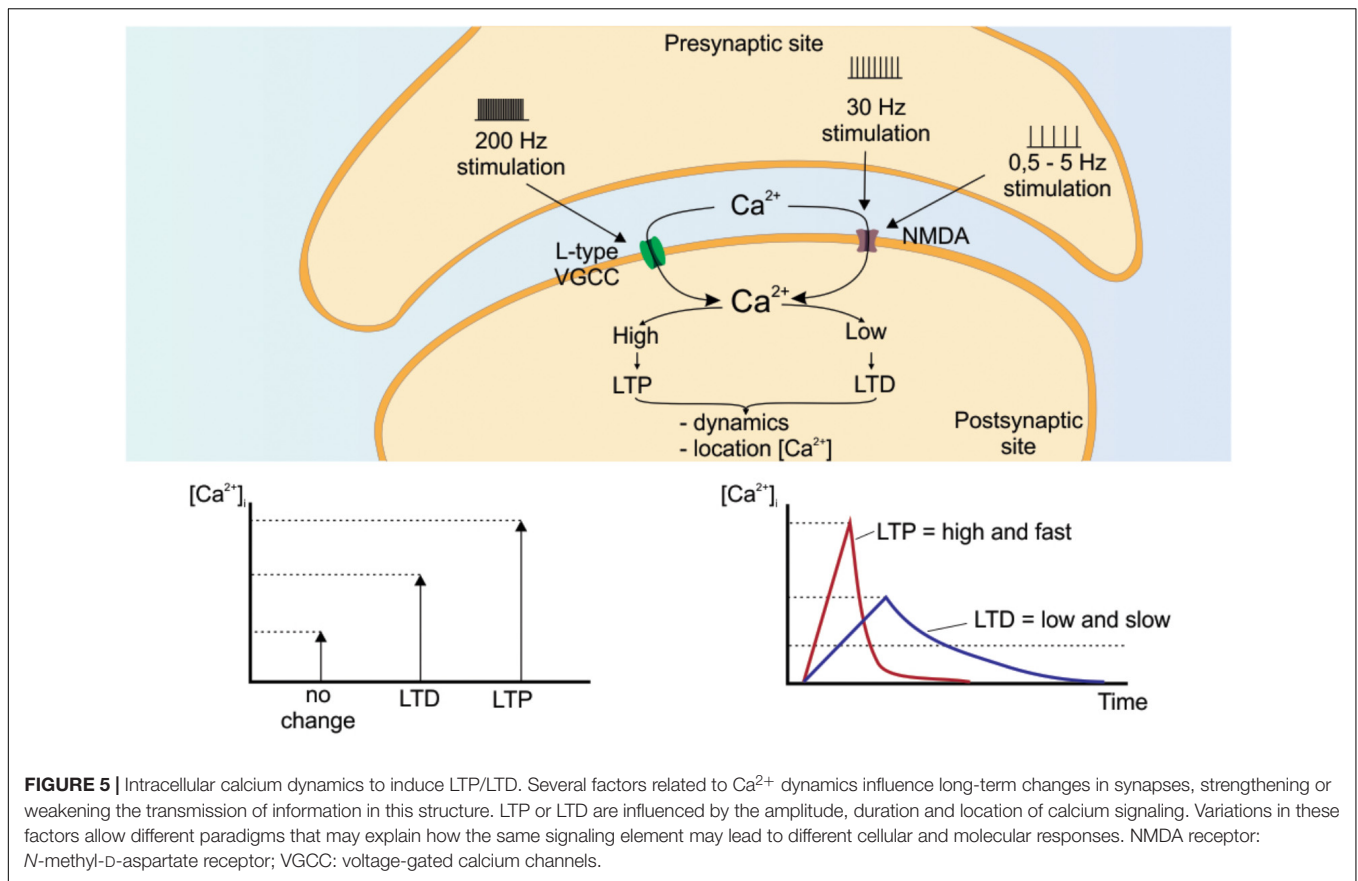 Presynaptic site
200 Hz
stimulation
30 Hz
stimulation
0,5 - 5 Hz
stimulation
Ca²⁺
L-type
VGCC
NMDA
Ca²⁺
High
Low
LTP
LTD
- dynamics
- location [Ca²⁺]
Postsynaptic
site
[Ca²⁺]ᵢ
no
change
LTD
LTP
[Ca²⁺]ᵢ
LTP = high and fast
LTD = low and slow
Time
FIGURE 5 | Intracellular calcium dynamics to induce LTP/LTD. Several factors related to Ca²⁺ dynamics influence long-term changes in synapses, strengthening or
weakening the transmission of information in this structure. LTP or LTD are influenced by the amplitude, duration and location of calcium signaling. Variations in these
factors allow different paradigms that may explain how the same signaling element may lead to different cellular and molecular responses. NMDA receptor:
N-methyl-D-aspartate receptor; VGCC: voltage-gated calcium channels.